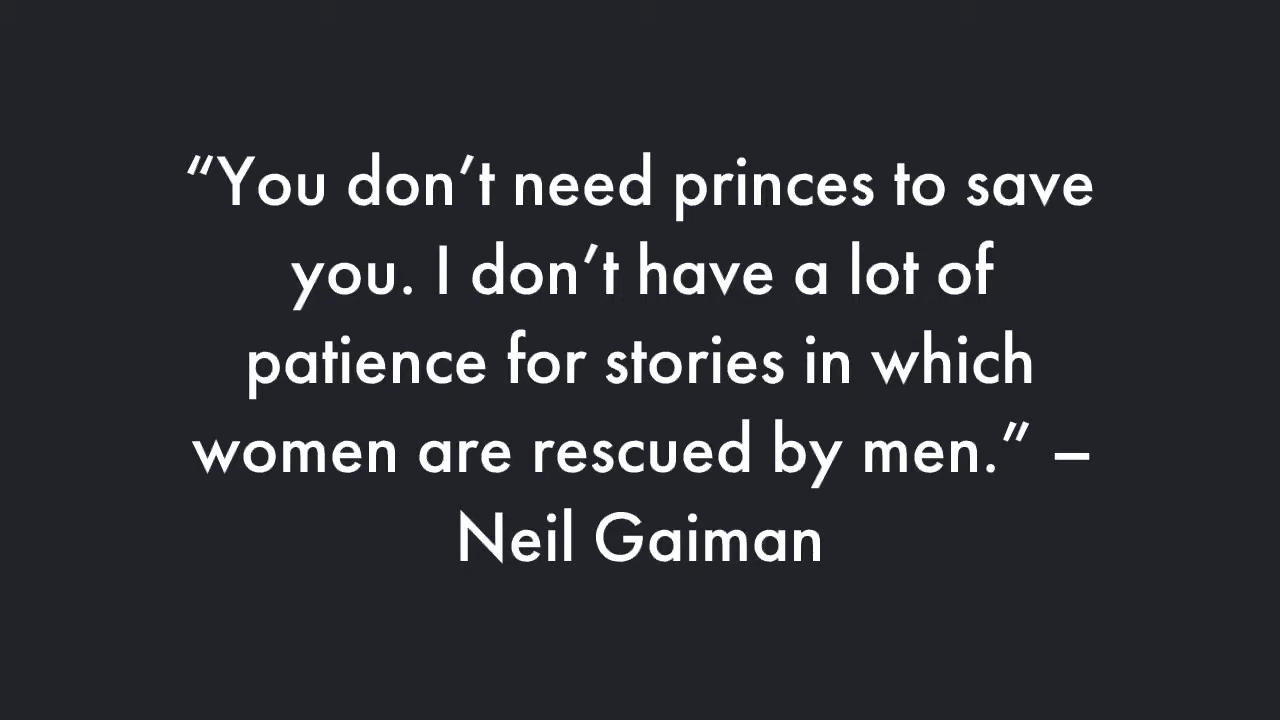 “You don’t need princes to save
you. I don’t have a lot of
patience for stories in which
women are rescued by men.” –
Neil Gaiman